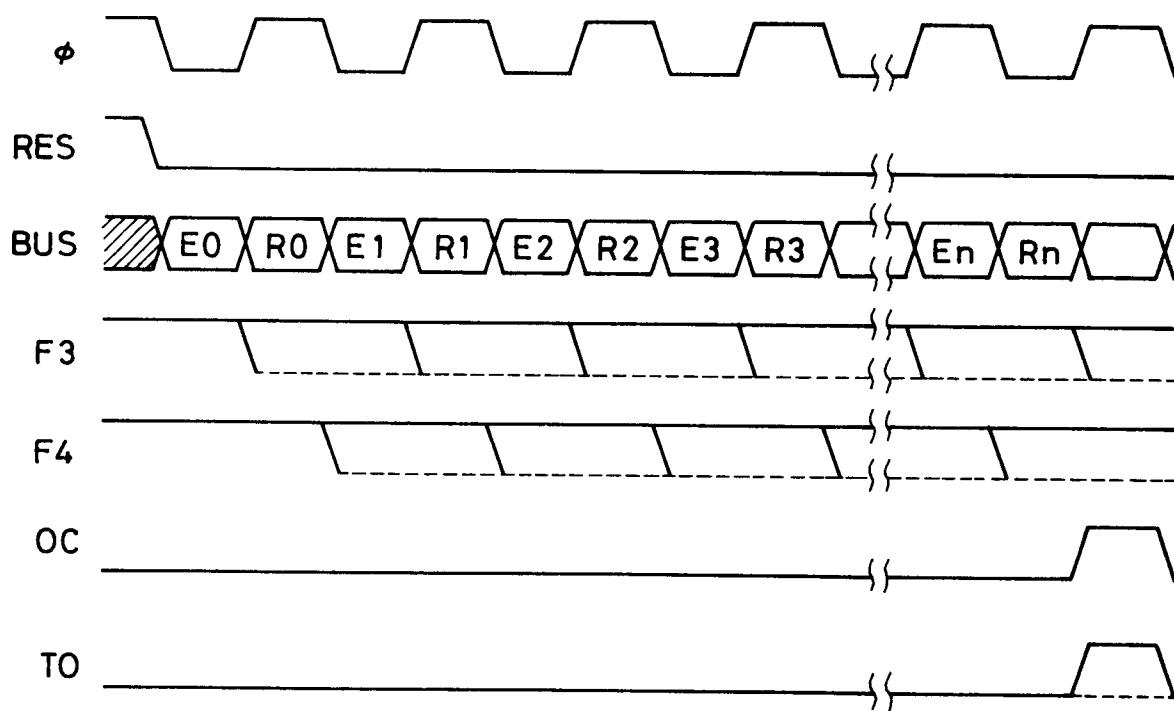 ϕ
RES
BUS E0 R0 E1 R1 E2 R2 E3 R3 En Rn
F3
F4
OC
TO